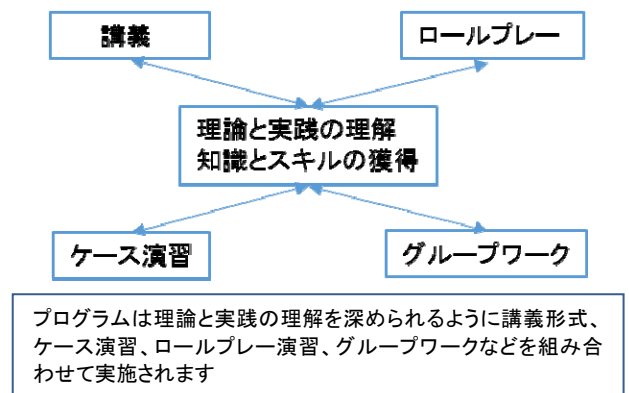 講義
ロールプレー
理論と実践の理解
知識とスキルの獲得
ケース演習
グループワーク
プログラムは理論と実践の理解を深められるように講義形式、
ケース演習、ロールプレー演習、グループワークなどを組み合
わせて実施されます